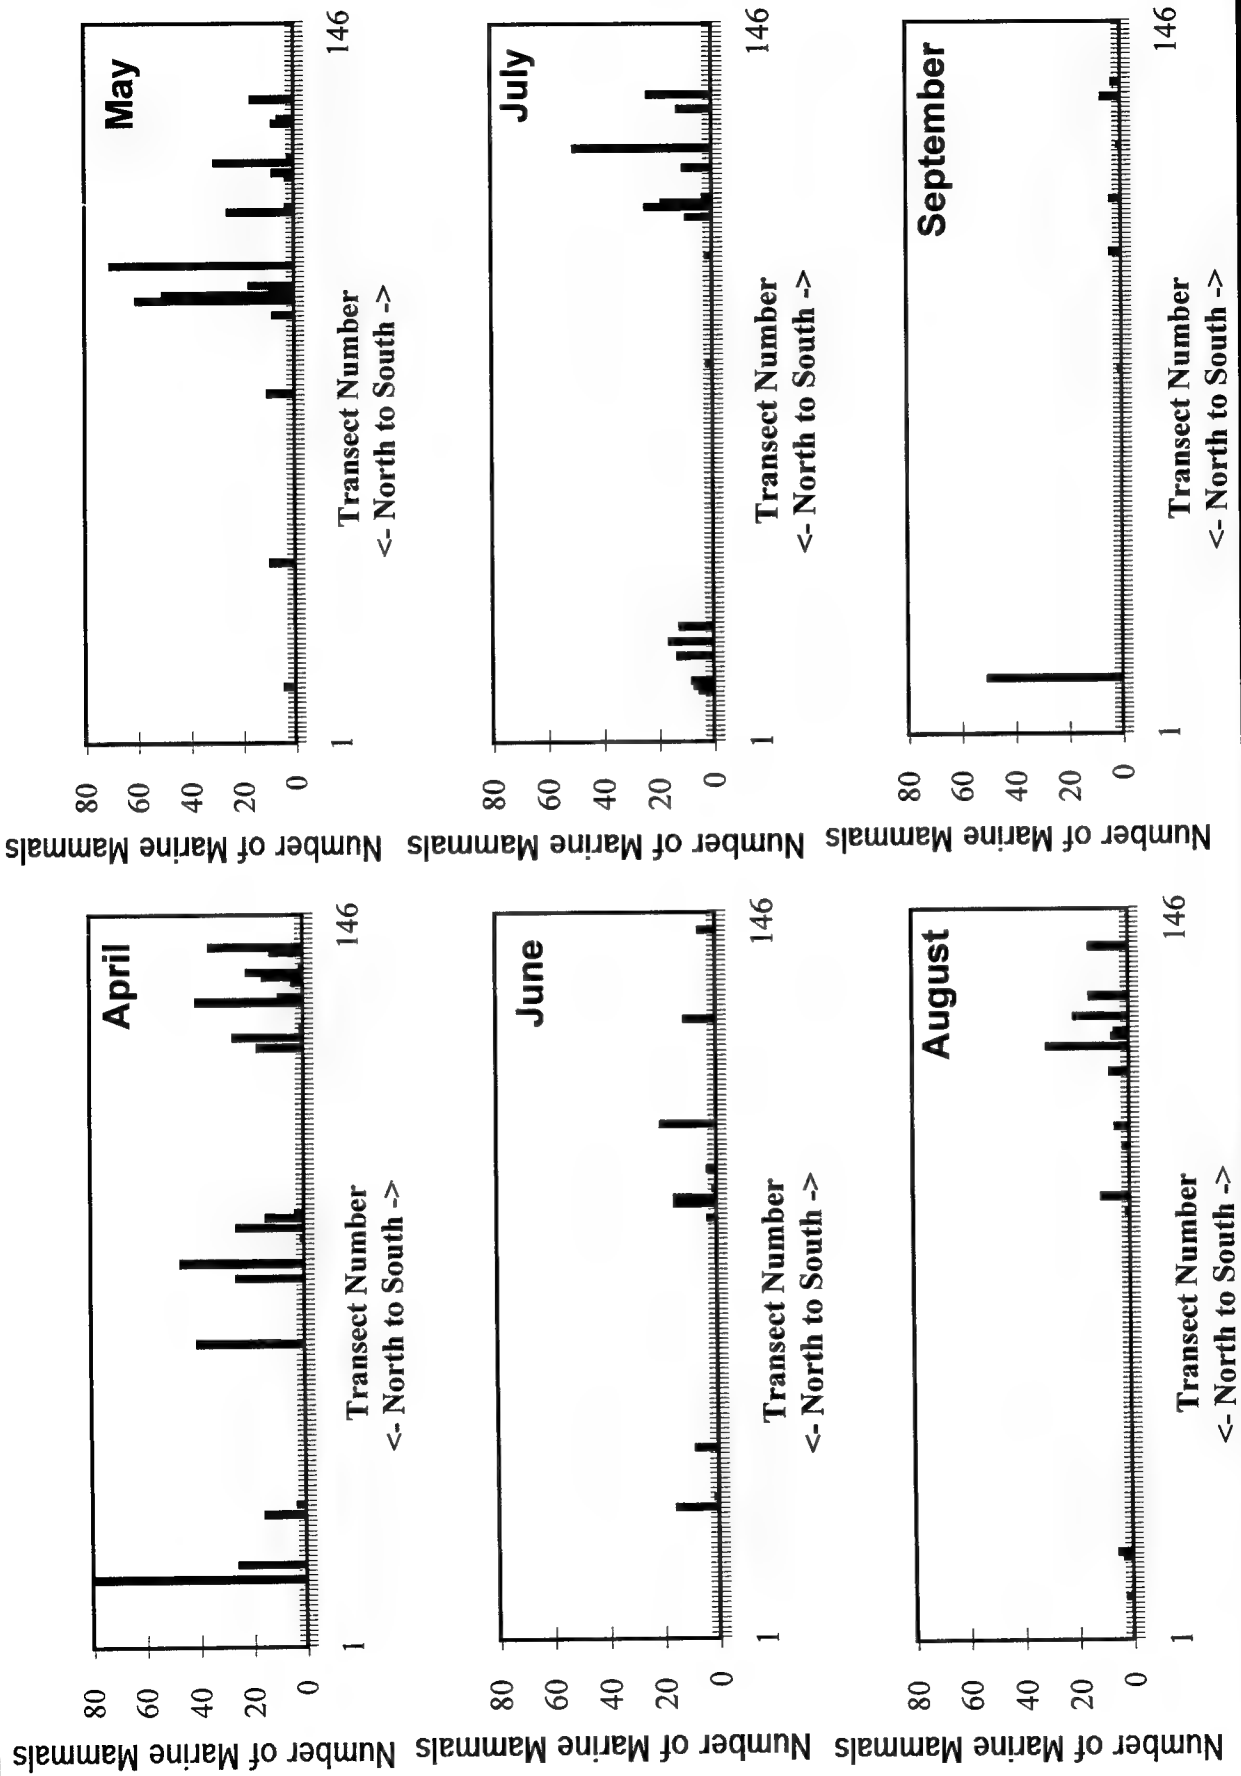 April
Number of Marine Mammals
80
60
40
20
0
1
146
Transect Number
<- North to South ->
May
Number of Marine Mammals
80
60
40
20
0
1
146
Transect Number
<- North to South ->
June
Number of Marine Mammals
80
60
40
20
0
1
146
Transect Number
<- North to South ->
July
Number of Marine Mammals
80
60
40
20
0
1
146
Transect Number
<- North to South ->
August
Number of Marine Mammals
80
60
40
20
0
1
146
Transect Number
<- North to South ->
September
Number of Marine Mammals
80
60
40
20
0
1
146
Transect Number
<- North to South ->